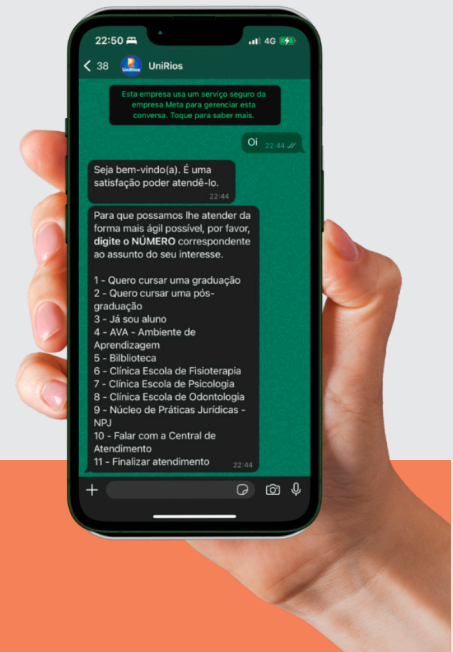 22:50
4G
38
UniRios
Esta empresa usa um serviço seguro da
empresa Meta para gerenciar esta
conversa. Toque para saber mais.
Oi 22:44
Seja bem-vindo(a). É uma
satisfação poder atendê-lo.
22:44
Para que possamos lhe atender da
forma mais ágil possível, por favor,
digite o NÚMERO correspondente
ao assunto do seu interesse.
1 - Quero cursar uma graduação
2 - Quero cursar uma pós-
graduação
3 - Já sou aluno
4 - AVA - Ambiente de
Aprendizagem
5 - Bilblioteca
6 - Clínica Escola de Fisioterapia
7 - Clínica Escola de Psicologia
8 - Clínica Escola de Odontologia
9 - Núcleo de Práticas Jurídicas -
NPJ
10 - Falar com a Central de
Atendimento
11 - Finalizar atendimento 22:44